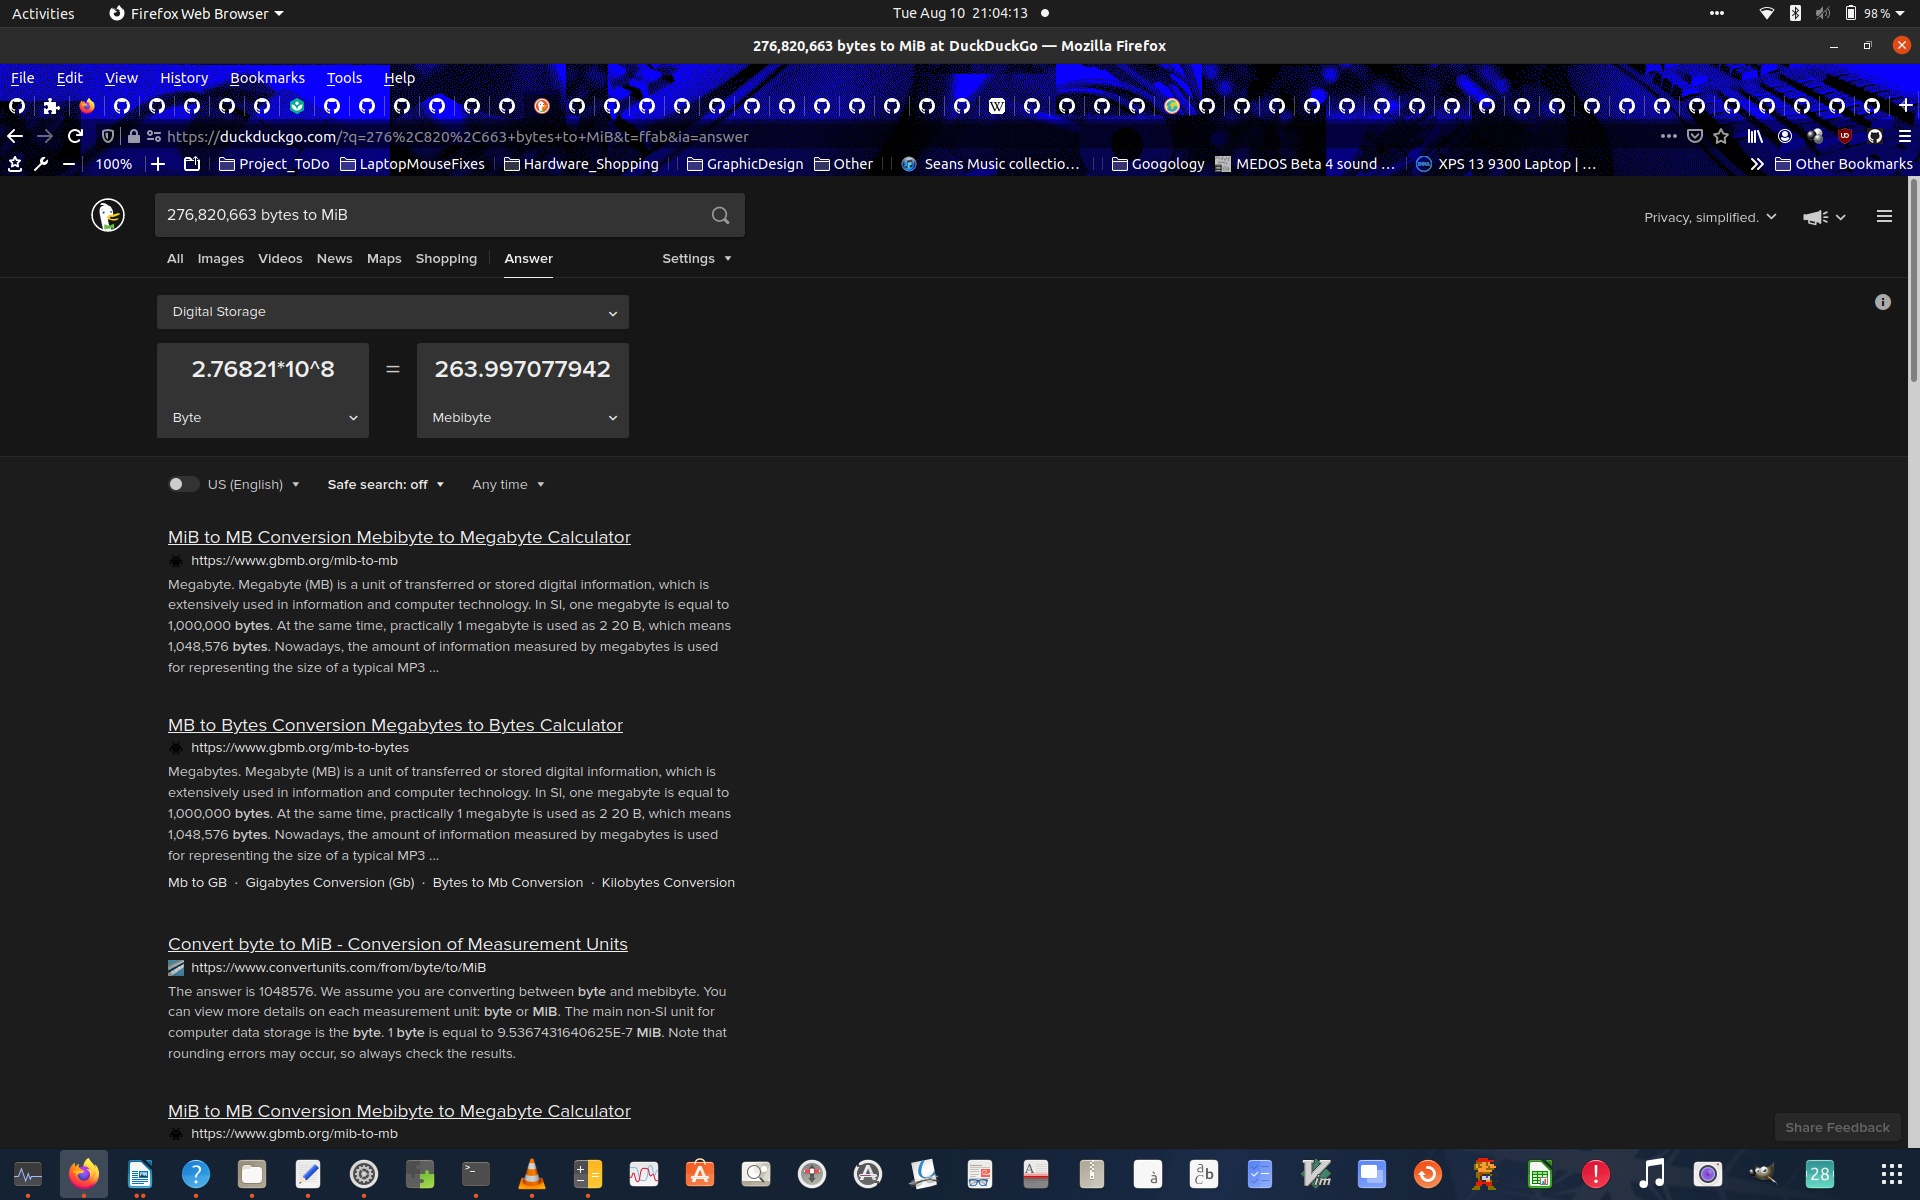 Activities Firefox Web Browser Tue Aug 10 21:04:13 98 %
276,820,663 bytes to MiB at DuckDuckGo — Mozilla Firefox
File Edit View History Bookmarks Tools Help
https://duckduckgo.com/?q=276%2C820%2C663+bytes+to+MiB&t=ffab&ia=answer
100% Project_ToDo LaptopMouseFixes Hardware_Shopping GraphicDesign Other Seans Music collectio... Googology MEDOS Beta 4 sound ... XPS 13 9300 Laptop | ... Other Bookmarks
276,820,663 bytes to MiB
Privacy, simplified.
All Images Videos News Maps Shopping Answer Settings
Digital Storage
2.76821*10^8 = 263.997077942
Byte Mebibyte
US (English) Safe search: off Any time
MiB to MB Conversion Mebibyte to Megabyte Calculator
https://www.gbmb.org/mib-to-mb
Megabyte. Megabyte (MB) is a unit of transferred or stored digital information, which is
extensively used in information and computer technology. In SI, one megabyte is equal to
1,000,000 bytes. At the same time, practically 1 megabyte is used as 2 20 B, which means
1,048,576 bytes. Nowadays, the amount of information measured by megabytes is used
for representing the size of a typical MP3 ...
MB to Bytes Conversion Megabytes to Bytes Calculator
https://www.gbmb.org/mb-to-bytes
Megabytes. Megabyte (MB) is a unit of transferred or stored digital information, which is
extensively used in information and computer technology. In SI, one megabyte is equal to
1,000,000 bytes. At the same time, practically 1 megabyte is used as 2 20 B, which means
1,048,576 bytes. Nowadays, the amount of information measured by megabytes is used
for representing the size of a typical MP3 ...
Mb to GB · Gigabytes Conversion (Gb) · Bytes to Mb Conversion · Kilobytes Conversion
Convert byte to MiB - Conversion of Measurement Units
https://www.convertunits.com/from/byte/to/MiB
The answer is 1048576. We assume you are converting between byte and mebibyte. You
can view more details on each measurement unit: byte or MiB. The main non-SI unit for
computer data storage is the byte. 1 byte is equal to 9.5367431640625E-7 MiB. Note that
rounding errors may occur, so always check the results.
MiB to MB Conversion Mebibyte to Megabyte Calculator
https://www.gbmb.org/mib-to-mb
Share Feedback
28